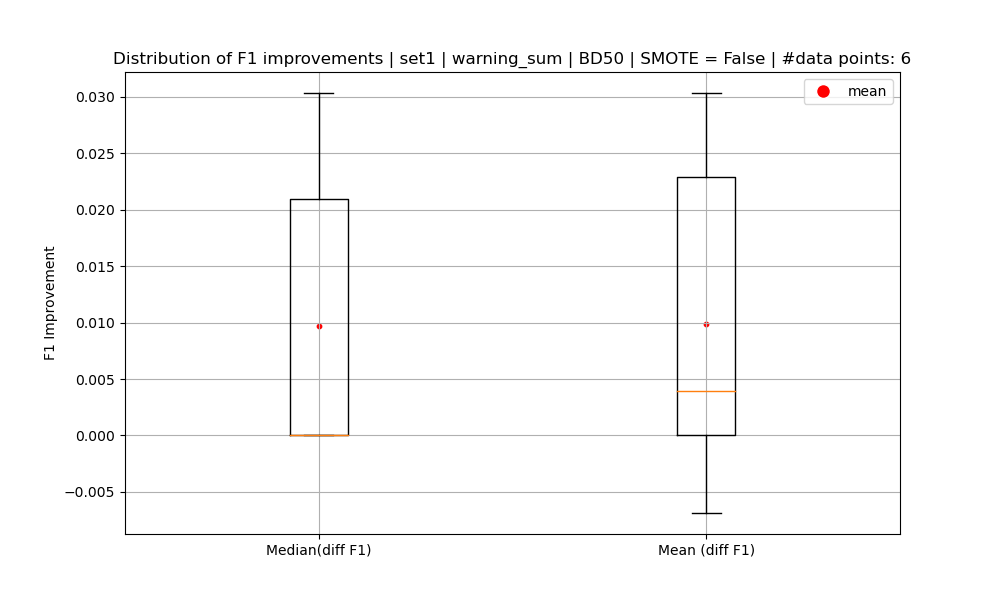 Distribution of F1 improvements | set1 | warning_sum | BD50 | SMOTE = False | #data points: 6
mean
0.030
0.025
0.020
0.015
0.010
0.005
0.000
−0.005
F1 Improvement
Median(diff F1)
Mean (diff F1)